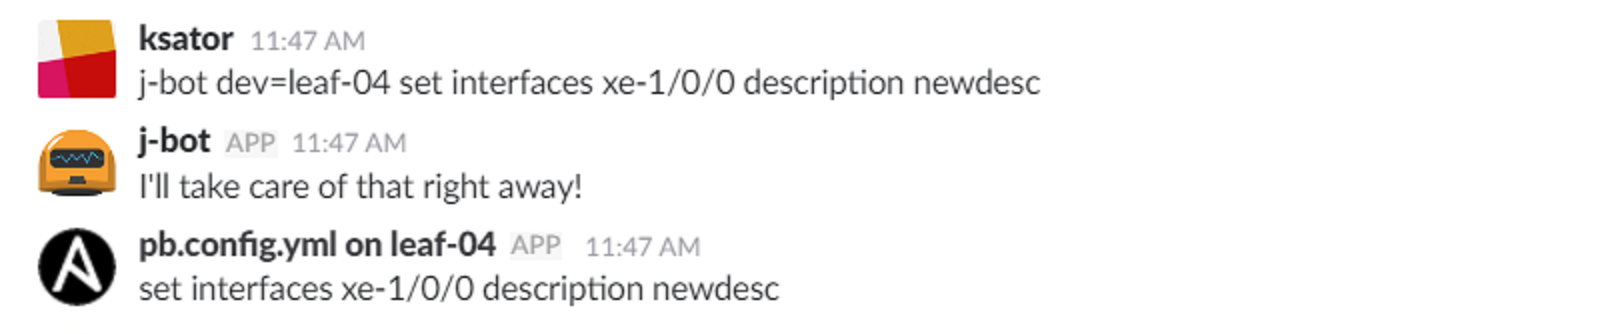 ksator 11:47 AM
j-bot dev=leaf-04 set interfaces xe-1/0/0 description newdesc
j-bot APP 11:47 AM
I'll take care of that right away!
pb.config.yml on leaf-04 APP 11:47 AM
set interfaces xe-1/0/0 description newdesc